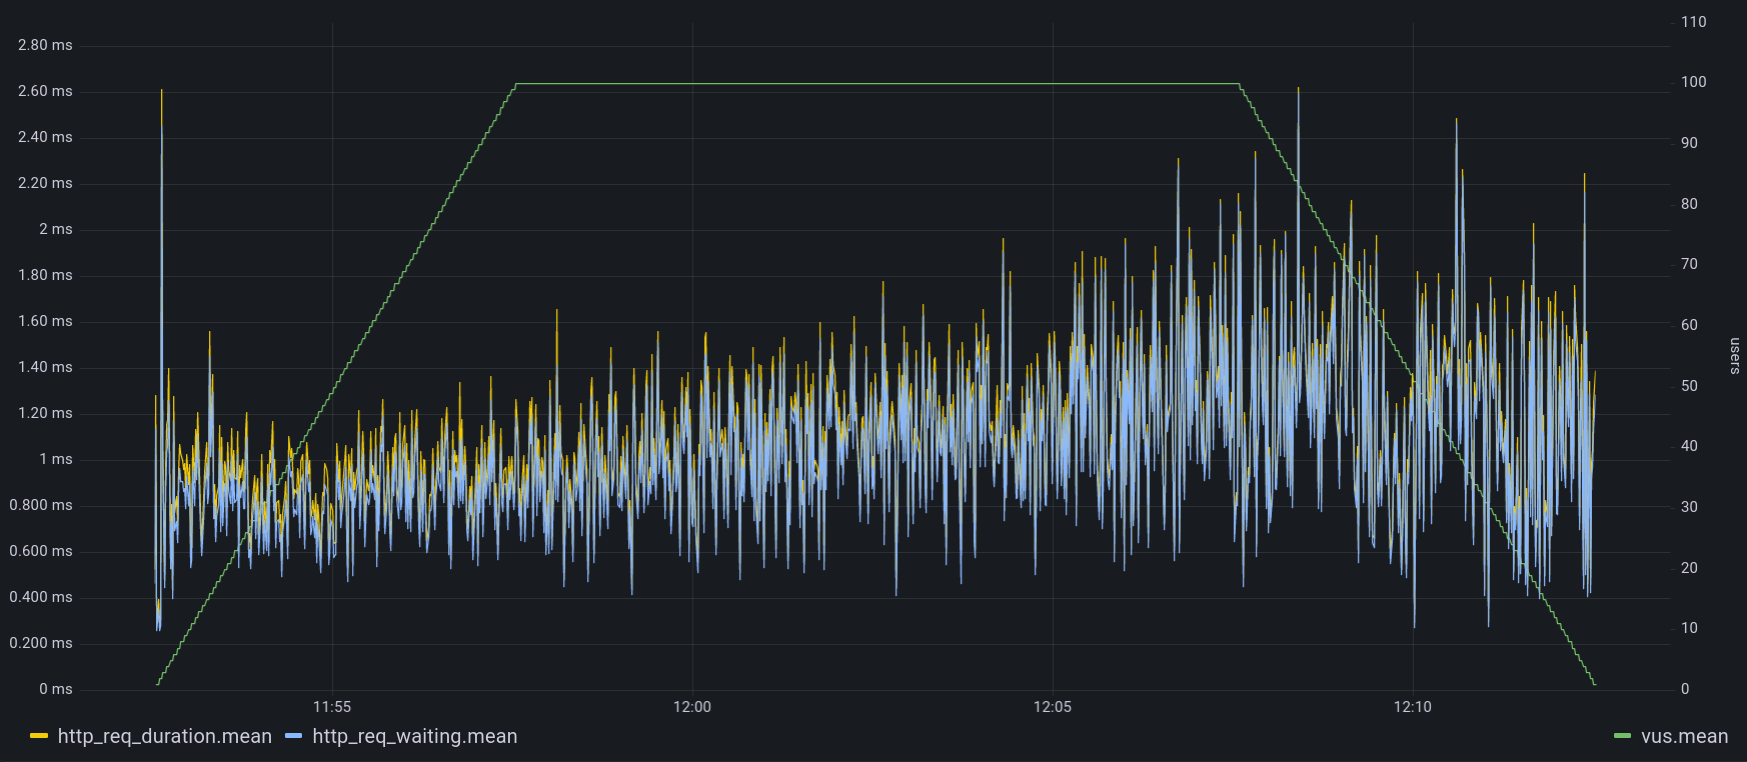 110
2.80 ms
100
2.60 ms
2.40 ms
90
2.20 ms
80
2 ms
70
1.80 ms
1.60 ms
60
users
1.40 ms
50
1.20 ms
40
1 ms
30
0.800 ms
0.600 ms
20
0.400 ms
10
0.200 ms
0 ms
0
11:55 12:00 12:05 12:10
http_req_duration.mean http_req_waiting.mean vus.mean